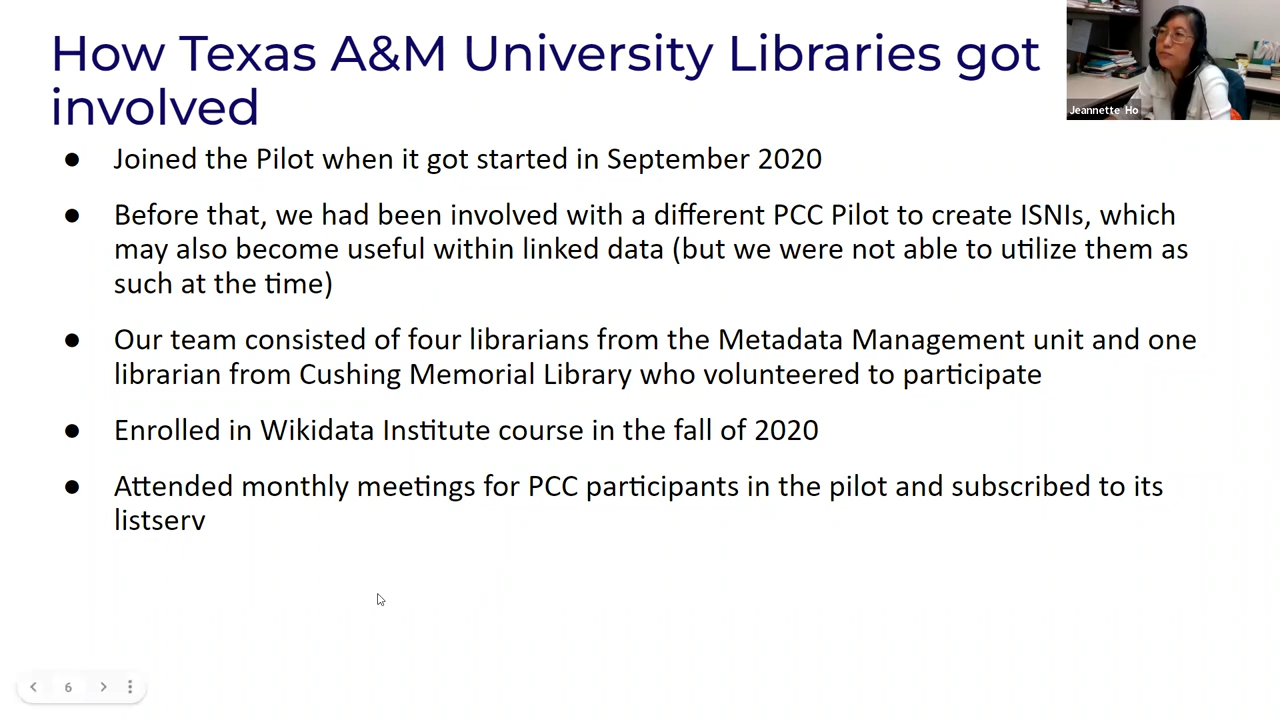 How Texas A&M University Libraries got
involved
Jeannette Ho
● Joined the Pilot when it got started in September 2020
● Before that, we had been involved with a different PCC Pilot to create ISNIs, which
may also become useful within linked data (but we were not able to utilize them as
such at the time)
● Our team consisted of four librarians from the Metadata Management unit and one
librarian from Cushing Memorial Library who volunteered to participate
● Enrolled in Wikidata Institute course in the fall of 2020
● Attended monthly meetings for PCC participants in the pilot and subscribed to its
listserv
6